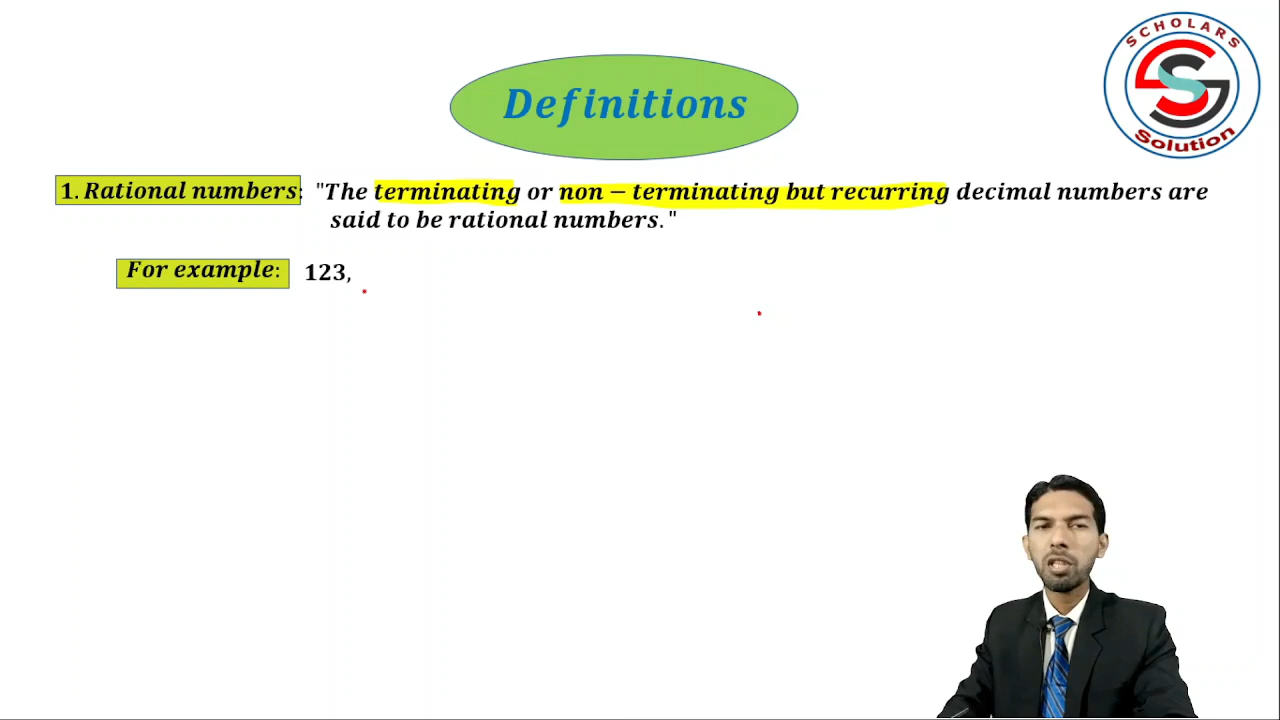 SCHOLARS
Solution
Definitions
1. Rational numbers: "The terminating or non − terminating but recurring decimal numbers are
said to be rational numbers."
For example: 123,